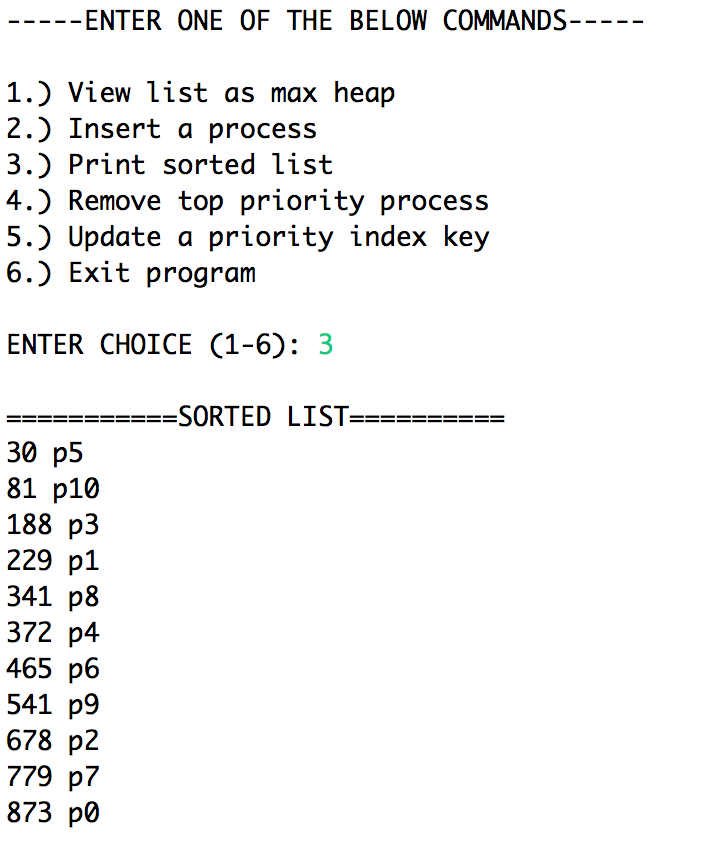 -----ENTER ONE OF THE BELOW COMMANDS-----
1.) View list as max heap
2.) Insert a process
3.) Print sorted list
4.) Remove top priority process
5.) Update a priority index key
6.) Exit program
ENTER CHOICE (1-6): 3
===========SORTED LIST==========
30 p5
81 p10
188 p3
229 p1
341 p8
372 p4
465 p6
541 p9
678 p2
779 p7
873 p0